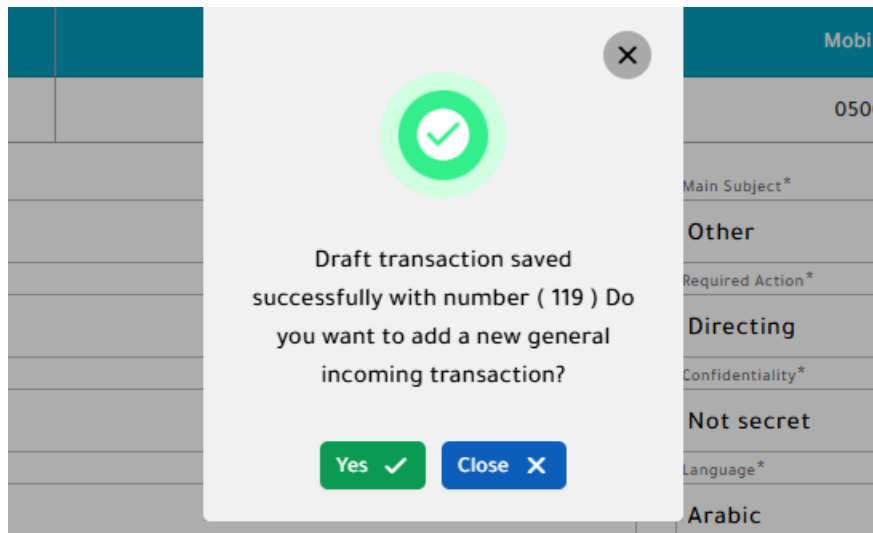 Mobi
050
Draft transaction saved
successfully with number ( 119 ) Do
you want to add a new general
incoming transaction?
Yes
Close
Main Subject*
Other
Required Action*
Directing
Confidentiality*
Not secret
Language*
Arabic